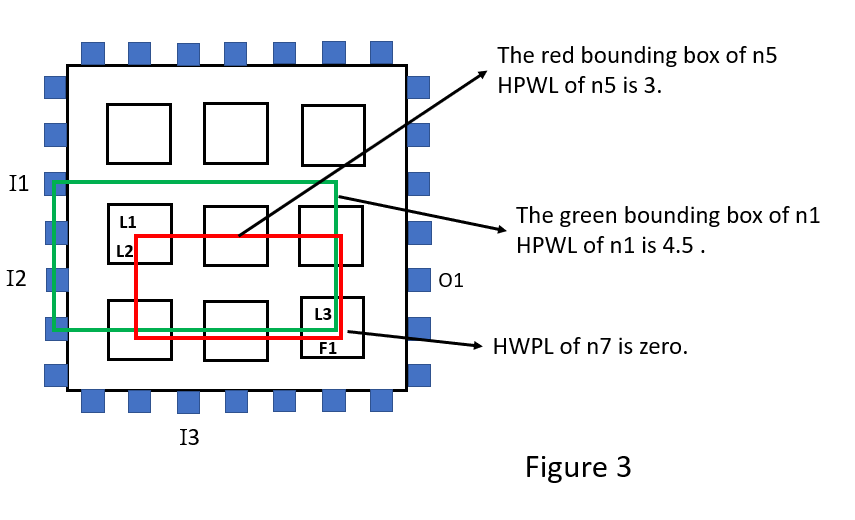 The red bounding box of n5
HPWL of n5 is 3.
I1
L1
L2
The green bounding box of n1
HPWL of n1 is 4.5 .
I2
O1
L3
F1
HWPL of n7 is zero.
I3
Figure 3